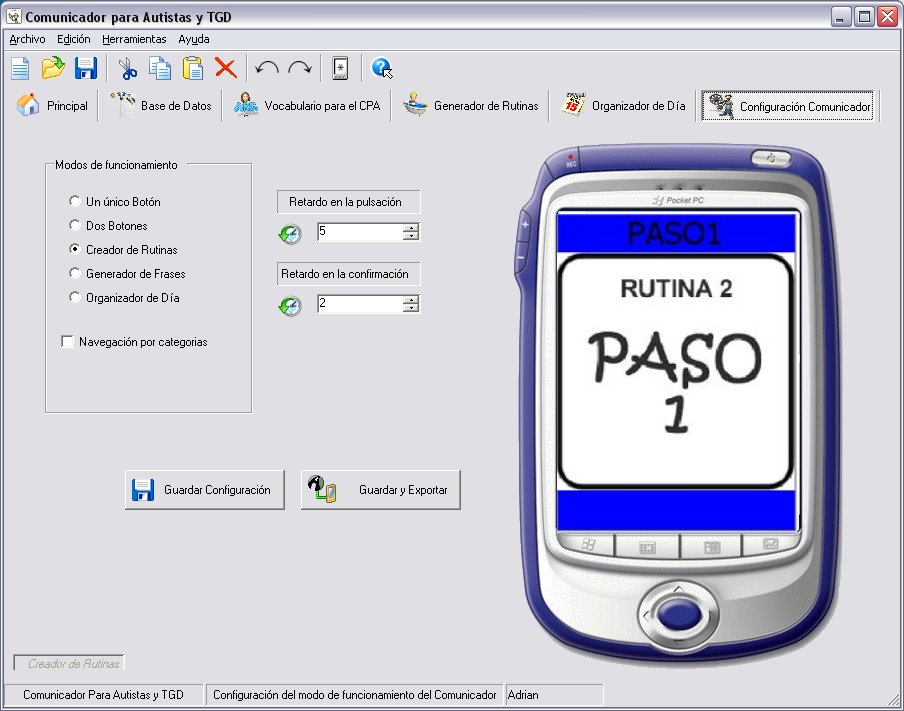 Comunicador para Autistas y TGD
Archivo Edición Herramientas Ayuda
Principal Base de Datos Vocabulario para el CPA Generador de Rutinas 15 Organizador de Día Configuración Comunicador
Modos de funcionamiento
Un único Botón
Dos Botones
Creador de Rutinas
Generador de Frases
Organizador de Día
Navegación por categorias
Retardo en la pulsación
5
Retardo en la confirmación
2
Guardar Configuración
Guardar y Exportar
REC
Pocket PC
PASO1
RUTINA 2
PASO
1
Creador de Rutinas
Comunicador Para Autistas y TGD Configuración del modo de funcionamiento del Comunicador Adrian